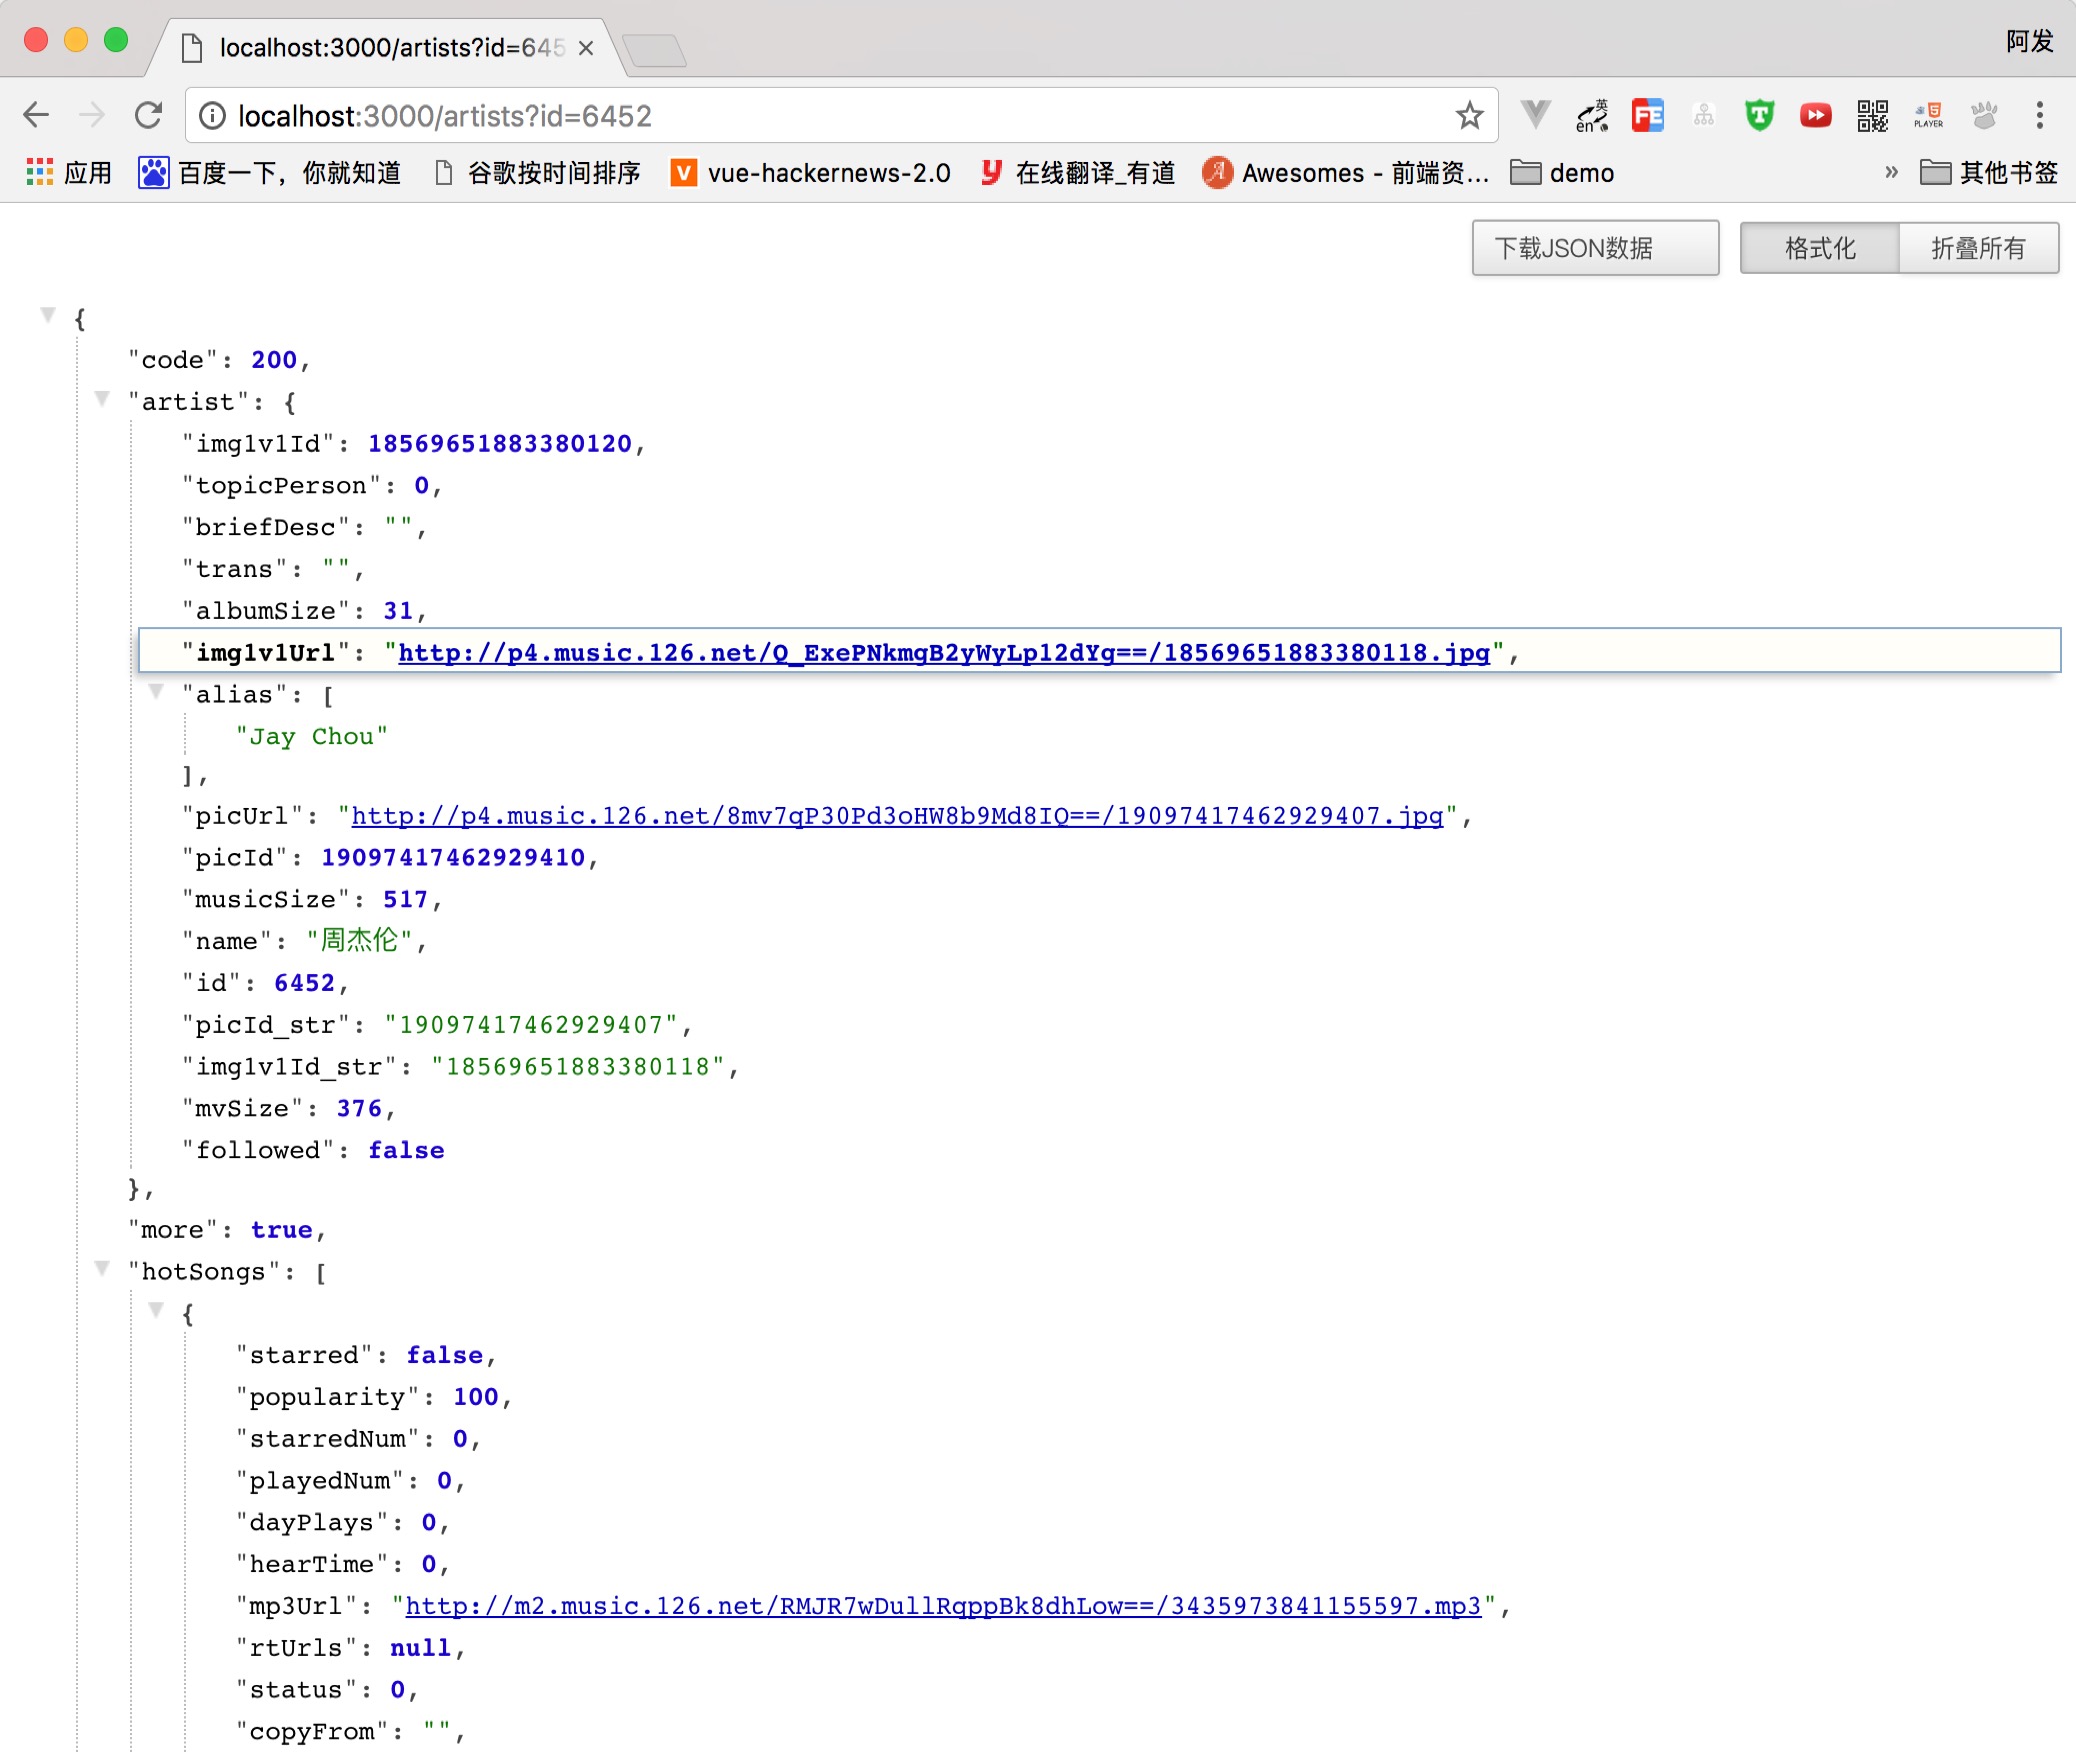 localhost:3000/artists?id=645
阿发
localhost:3000/artists?id=6452
英
en
FE
T
5
PLAYER
应用 百度一下，你就知道 谷歌按时间排序 V vue-hackernews-2.0 y 在线翻译_有道 A Awesomes - 前端资... demo » 其他书签
下载JSON数据 格式化 折叠所有
{
"code": 200,
"artist": {
"img1v1Id": 18569651883380120,
"topicPerson": 0,
"briefDesc": "",
"trans": "",
"albumSize": 31,
"img1v1Url": "http://p4.music.126.net/Q_ExePNkmgB2yWyLp12dYg==/18569651883380118.jpg",
"alias": [
"Jay Chou"
],
"picUrl": "http://p4.music.126.net/8mv7qP30Pd3oHW8b9Md8IQ==/19097417462929407.jpg",
"picId": 19097417462929410,
"musicSize": 517,
"name": "周杰伦",
"id": 6452,
"picId_str": "19097417462929407",
"img1v1Id_str": "18569651883380118",
"mvSize": 376,
"followed": false
},
"more": true,
"hotSongs": [
{
"starred": false,
"popularity": 100,
"starredNum": 0,
"playedNum": 0,
"dayPlays": 0,
"hearTime": 0,
"mp3Url": "http://m2.music.126.net/RMJR7wDullRqppBk8dhLow==/3435973841155597.mp3",
"rtUrls": null,
"status": 0,
"copyFrom": "",